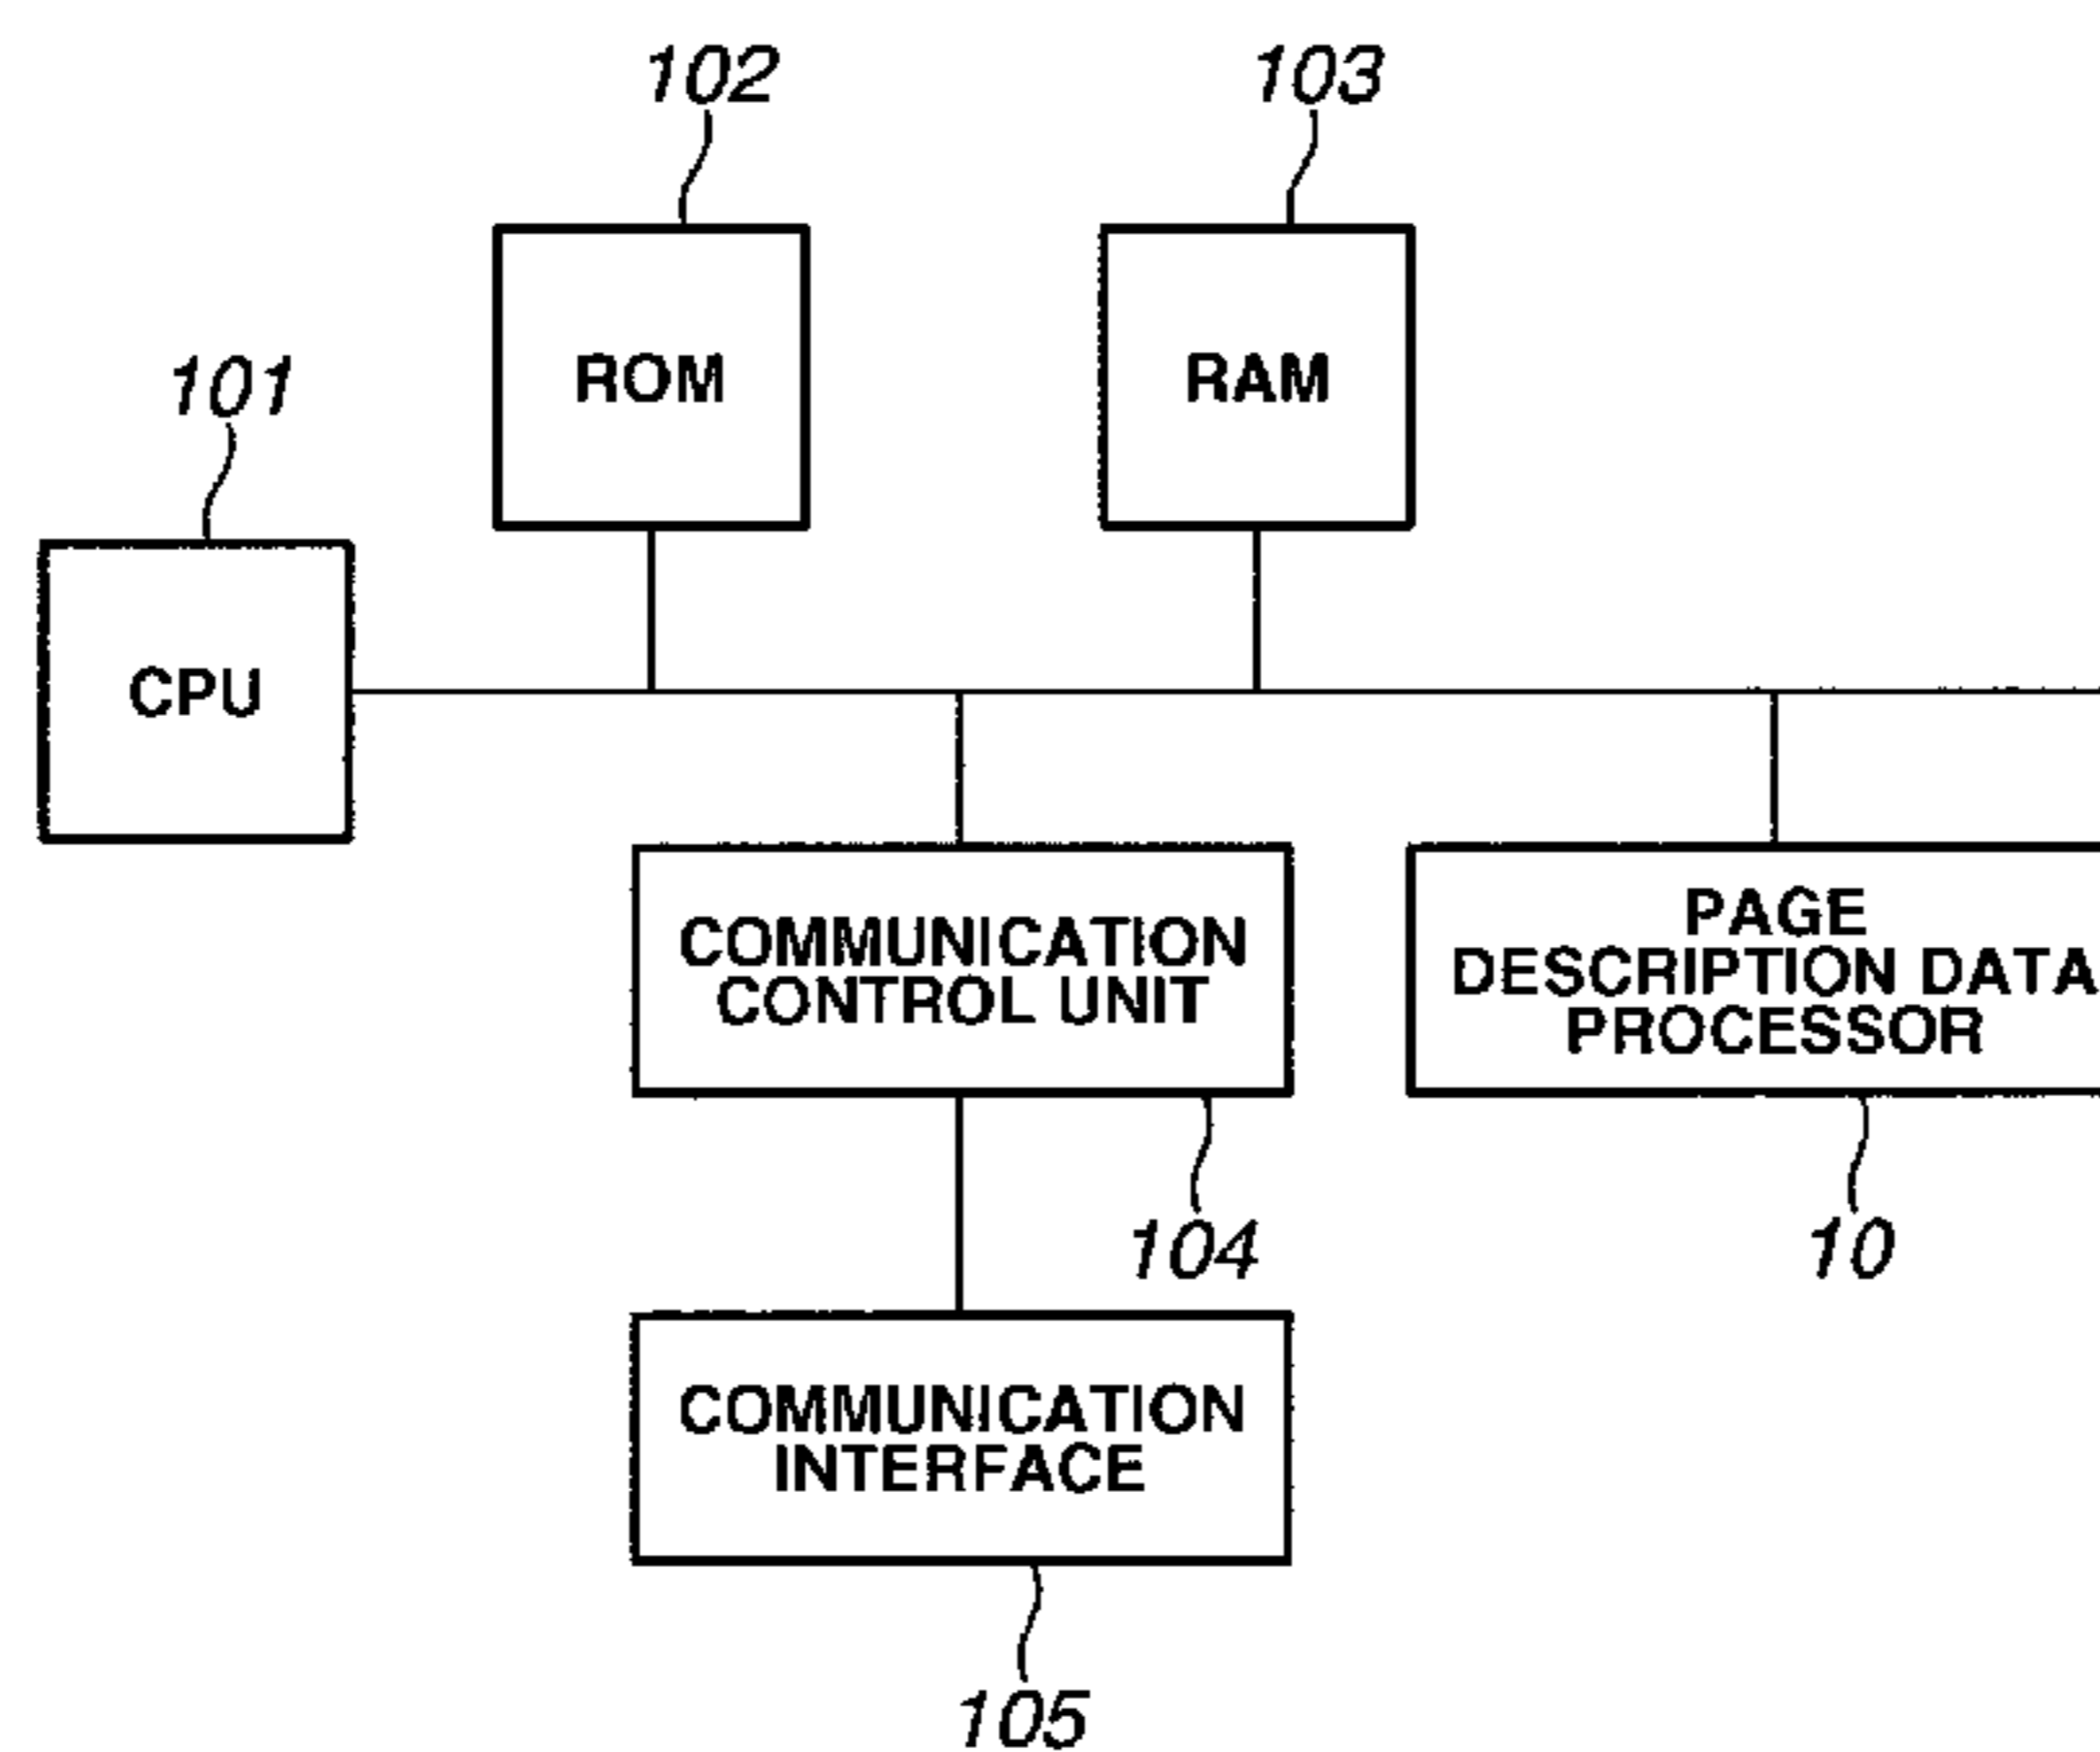 102
103
ROM
RAM
101
CPU
COMMUNICATION
CONTROL UNIT
PAGE
DESCRIPTION DATA
PROCESSOR
104
10
COMMUNICATION
INTERFACE
105